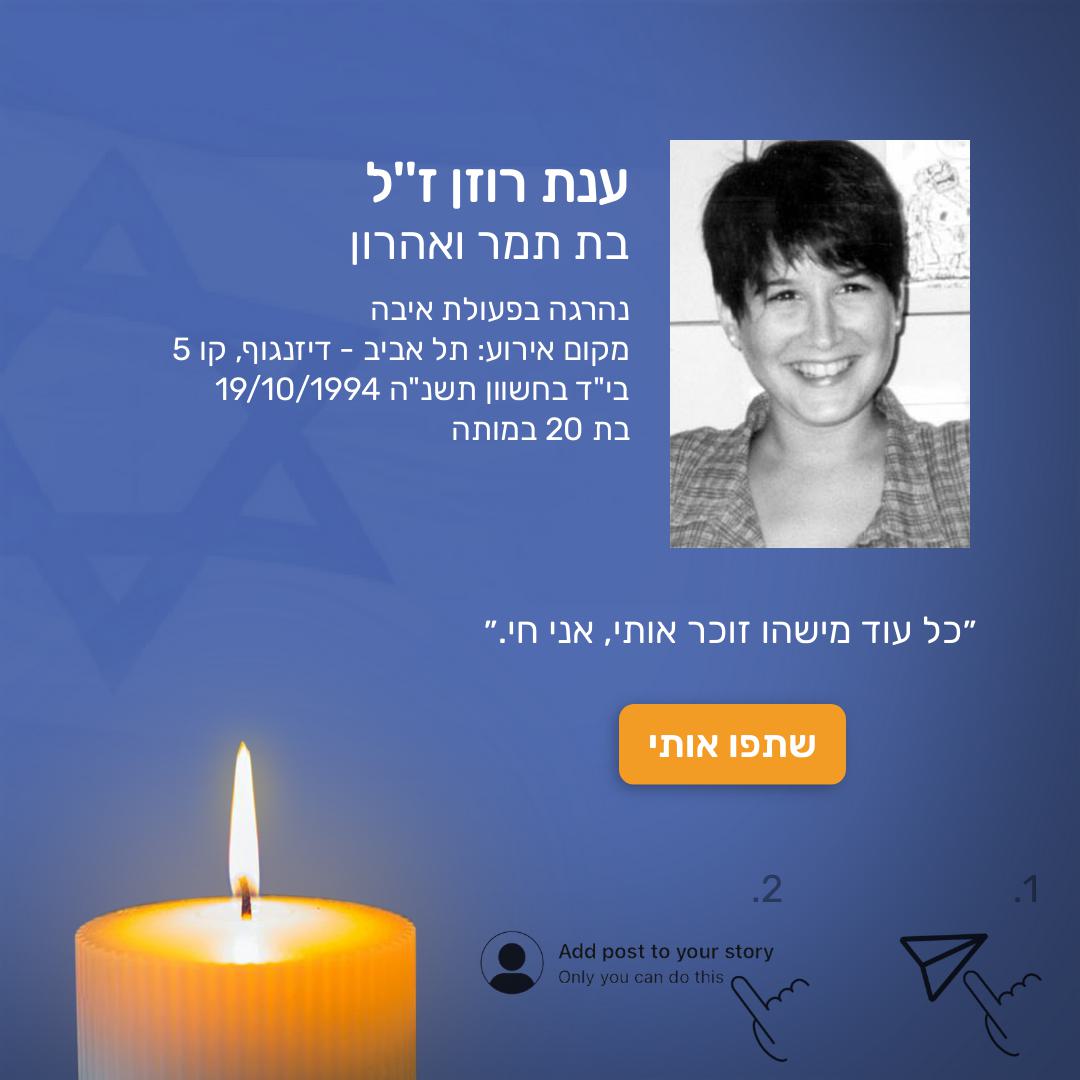 ענת רוזן ז"ל
בת תמר ואהרון
נהרגה בפעולת איבה
מקום אירוע: תל אביב - דיזנגוף, קו 5
בי"ד בחשוון תשנ"ה 19/10/1994
בת 20 במותה
״כל עוד מישהו זוכר אותי, אני חי.״
שתפו אותי
.1
.2
Add post to your story
Only you can do this